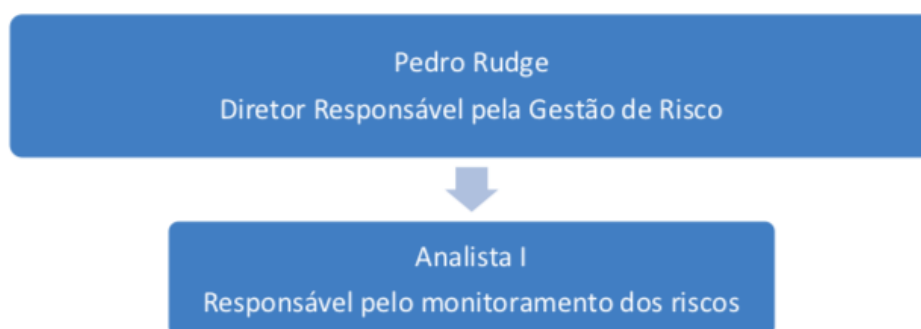 Pedro Rudge
Diretor Responsável pela Gestão de Risco
Analista I
Responsável pelo monitoramento dos riscos